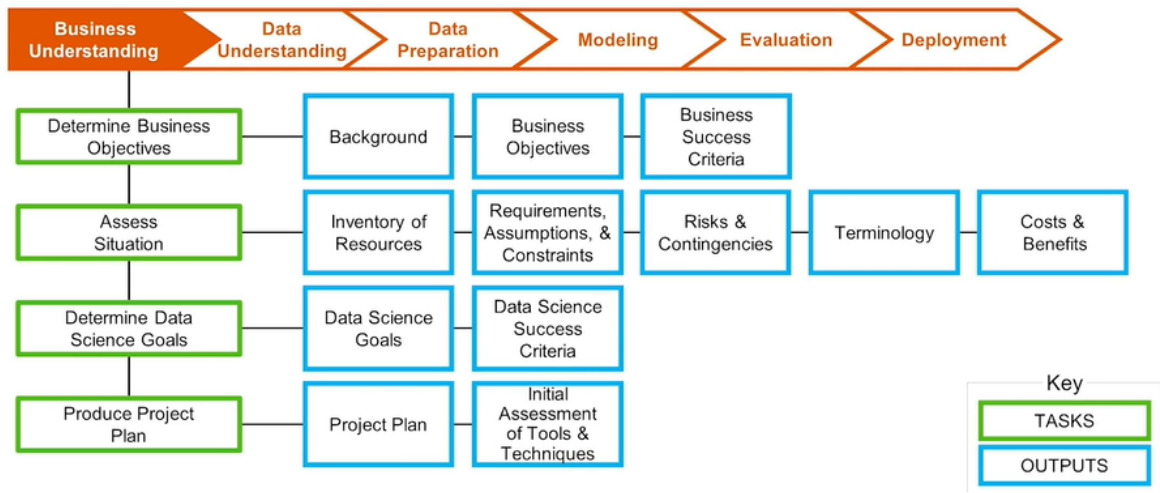 Business
Understanding
Data
Understanding
Data
Preparation
Modeling
Evaluation
Deployment
Determine Business
Objectives
Background
Business
Objectives
Business
Success
Criteria
Assess
Situation
Inventory of
Resources
Requirements,
Assumptions, &
Constraints
Risks &
Contingencies
Terminology
Costs &
Benefits
Determine Data
Science Goals
Data Science
Goals
Data Science
Success
Criteria
Produce Project
Plan
Project Plan
Initial
Assessment
of Tools &
Techniques
Key
TASKS
OUTPUTS